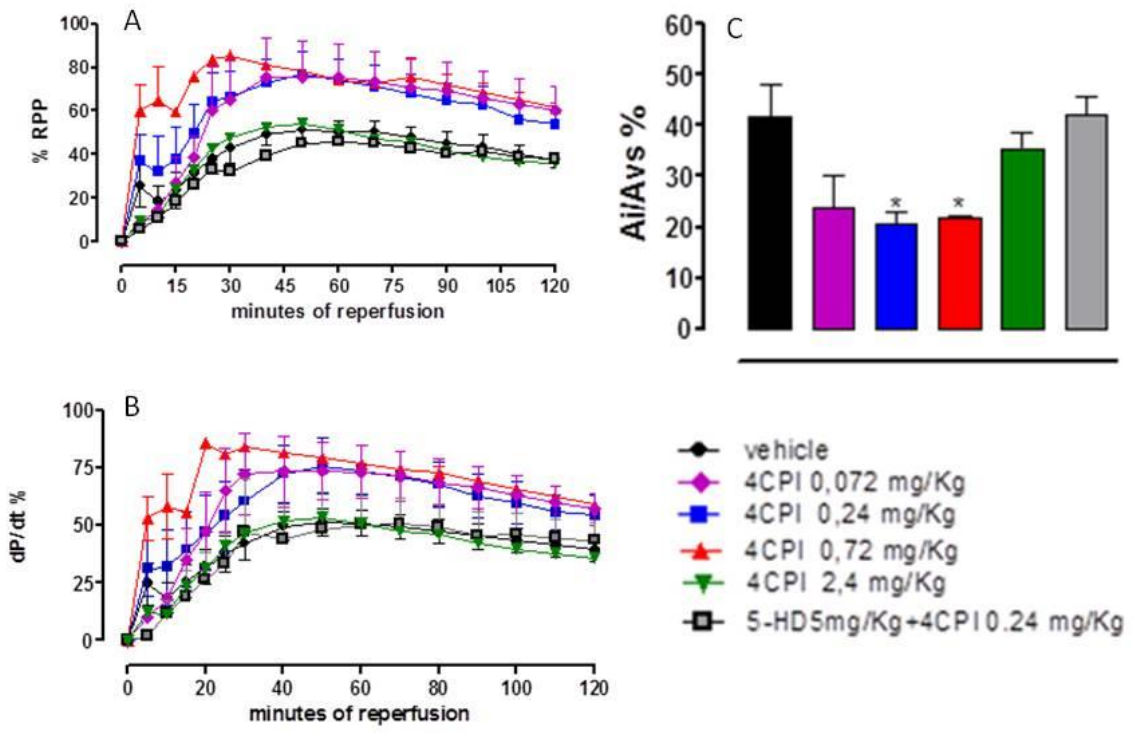 A
100
80
60
40
20
0
% RPP
0 15 30 45 60 75 90 105 120
minutes of reperfusion
C
60
50
40
30
20
10
0
Ai/Avs %
* *
B
100
75
50
25
0
dP/dt %
0 20 40 60 80 100 120
minutes of reperfusion
vehicle
4CPI 0,072 mg/Kg
4CPI 0,24 mg/Kg
4CPI 0,72 mg/Kg
4CPI 2,4 mg/Kg
5-HD5mg/Kg+4CPI0.24 mg/Kg